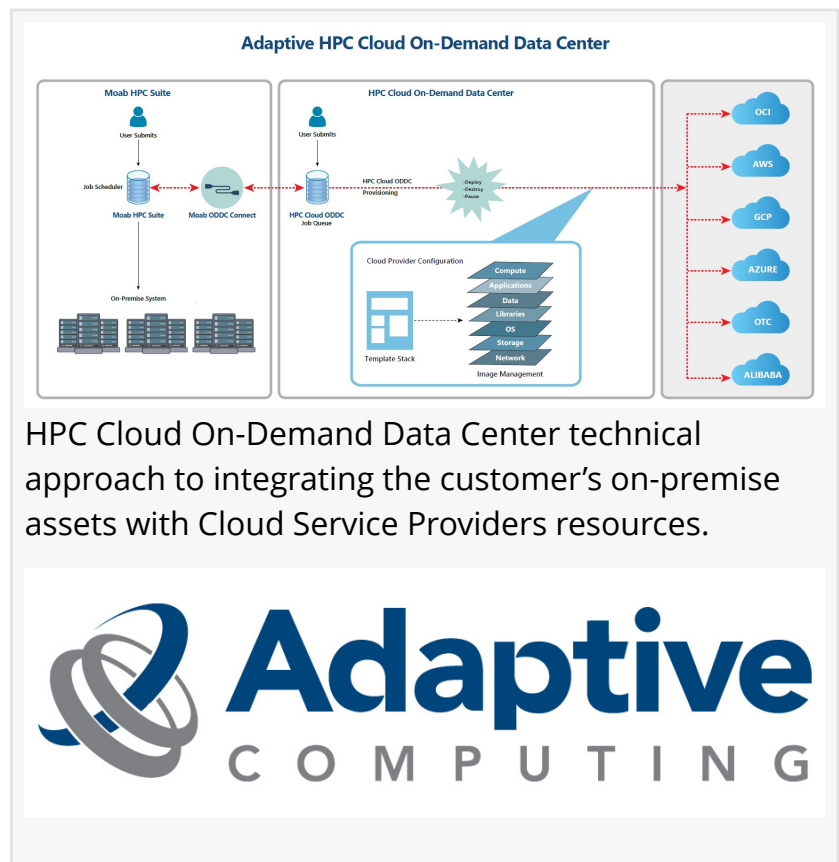 Adaptive HPC Cloud On-Demand Data Center
Moab HPC Suite
User Submits
Job Scheduler
Moab HPC Suite
Moab ODDC Connect
On-Premise System
HPC Cloud On-Demand Data Center
User Submits
HPC Cloud ODDC
Job Queue
HPC Cloud ODDC
Provisioning
-Deploy
-Destroy
-Pause
Cloud Provider Configuration
Template Stack
Compute
Applications
Data
Libraries
OS
Storage
Network
Image Management
OCI
AWS
GCP
AZURE
OTC
ALIBABA
HPC Cloud On-Demand Data Center technical
approach to integrating the customer’s on-premise
assets with Cloud Service Providers resources.
Adaptive
COMPUTING